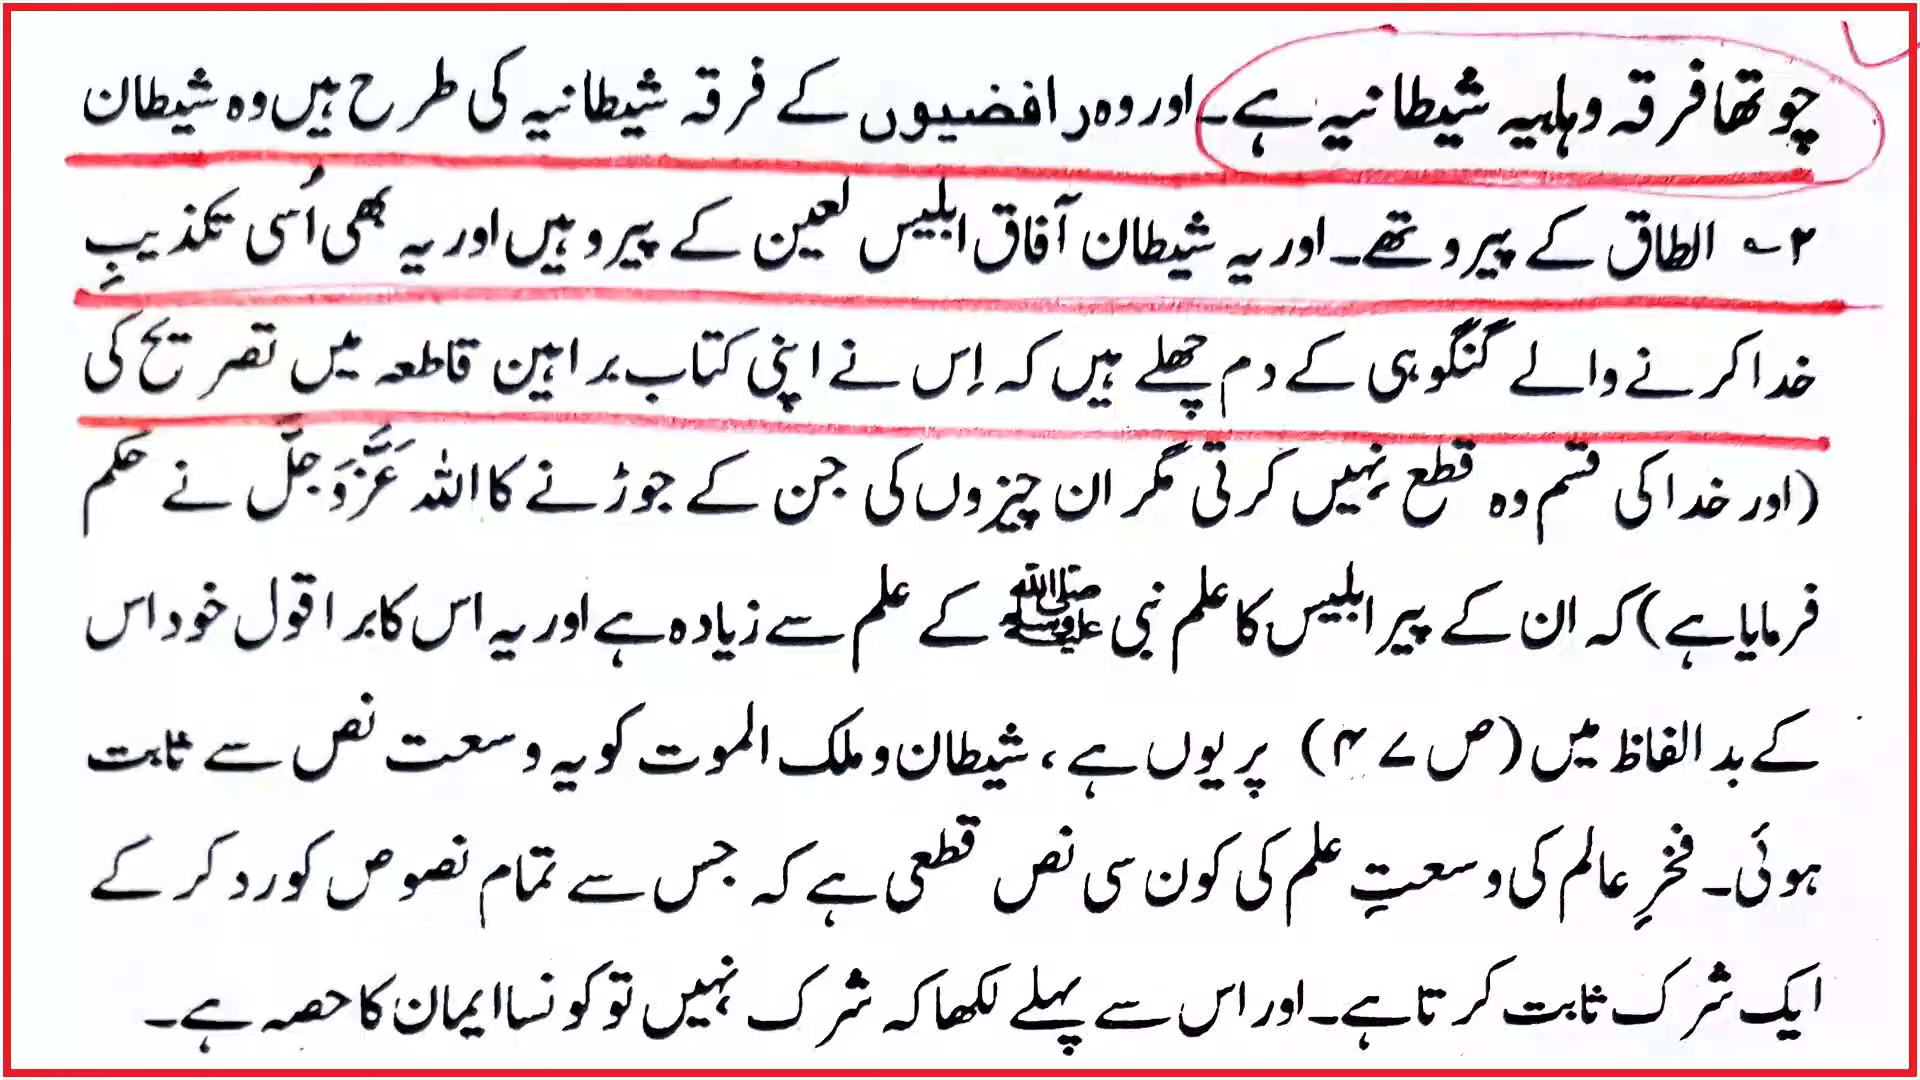 چوتھا فرقہ وہابیہ شیطانیہ ہے۔ اور وہ رافضیوں کے فرقہ شیطانیہ کی طرح ہیں وہ شیطان
۲؎ الطاق کے پیرو تھے۔ اور یہ شیطان آفاق ابلیس لعین کے پیرو ہیں اور یہ بھی اُسی تکذیبِ
خدا کرنے والے گنگوہی کے دم چھلے ہیں کہ اِس نے اپنی کتاب براہین قاطعہ میں تصریح کی
(اور خدا کی قسم وہ قطع نہیں کرتی مگر ان چیزوں کی جن کے جوڑنے کا اللہ عَزَّوَجَلَّ نے حکم
فرمایا ہے) کہ ان کے پیر ابلیس کا علم نبی ﷺ کے علم سے زیادہ ہے اور یہ اس کا برا قول خود اس
کے بد الفاظ میں (ص ۴۷) پر یوں ہے، شیطان و ملک الموت کو یہ وسعت نص سے ثابت
ہوئی۔ فخرِ عالم کی وسعتِ علم کی کون سی نص قطعی ہے کہ جس سے تمام نصوص کو رد کر کے
ایک شرک ثابت کرتا ہے۔ اور اس سے پہلے لکھا کہ شرک نہیں تو کونسا ایمان کا حصہ ہے۔